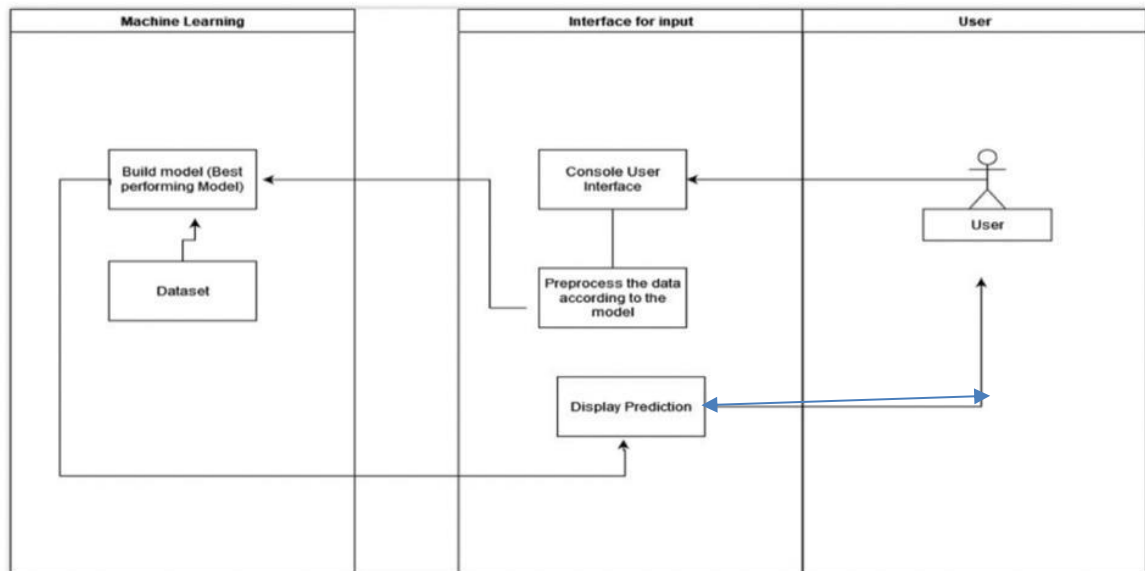 Machine Learning
Interface for input
User
Build model (Best
performing Model)
Console User
Interface
User
Dataset
Preprocess the data
according to the
model
Display Prediction